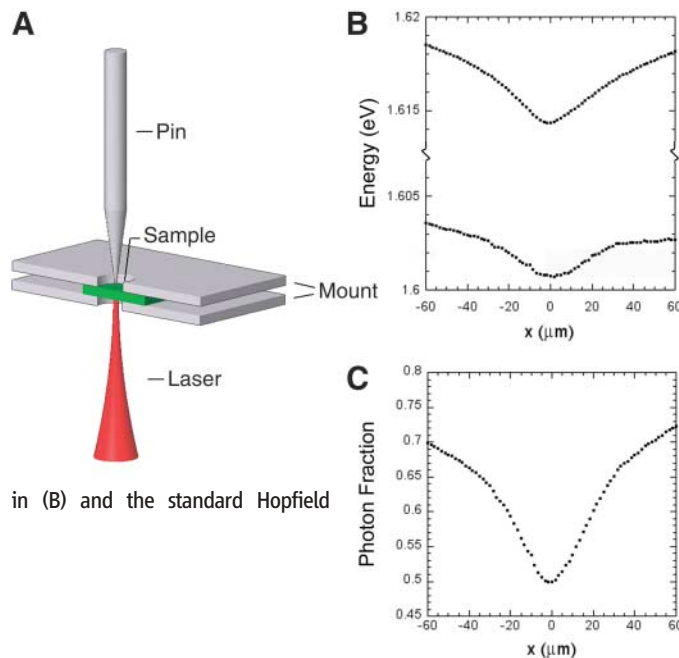 A
Pin
Sample
Mount
Laser
in (B) and the standard Hopfield
B
1.62
1.615
1.605
1.6
Energy (eV)
-60 -40 -20 0 20 40 60
x (μm)
C
0.8
0.75
0.7
0.65
0.6
0.55
0.5
0.45
Photon Fraction
-60 -40 -20 0 20 40 60
x (μm)